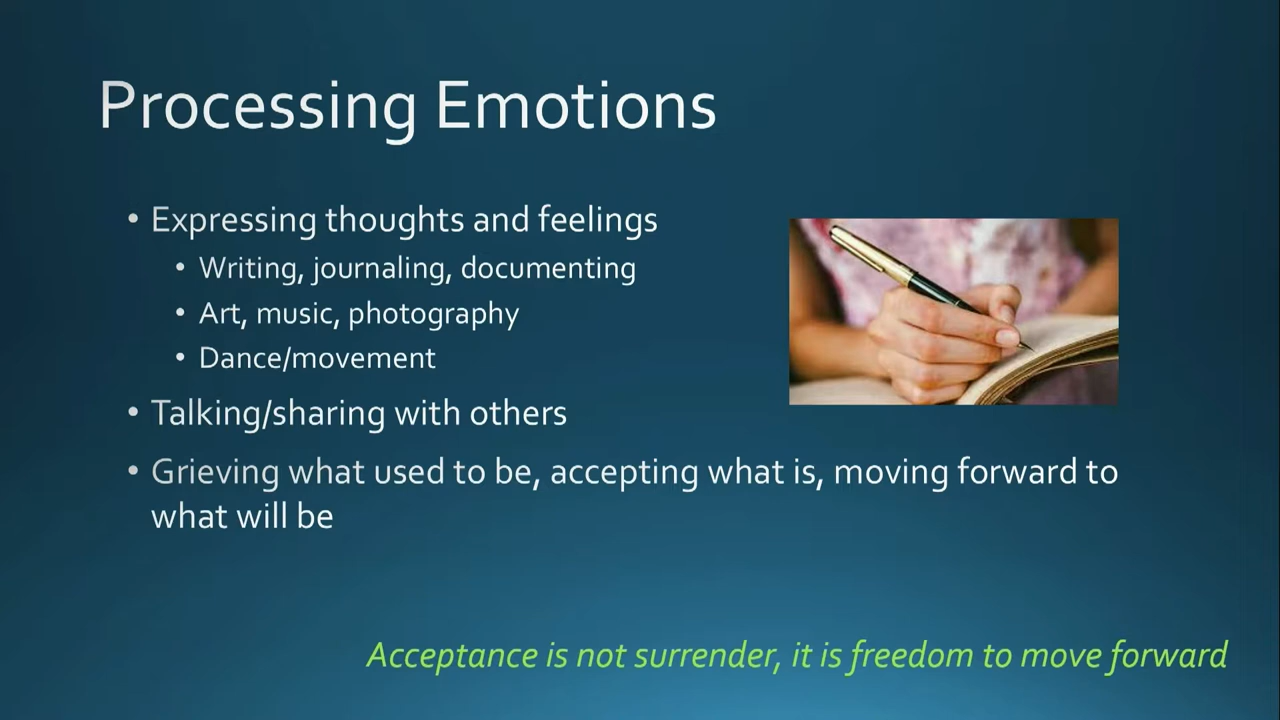 Processing Emotions
• Expressing thoughts and feelings
• Writing, journaling, documenting
• Art, music, photography
• Dance/movement
• Talking/sharing with others
• Grieving what used to be, accepting what is, moving forward to
what will be
Acceptance is not surrender, it is freedom to move forward